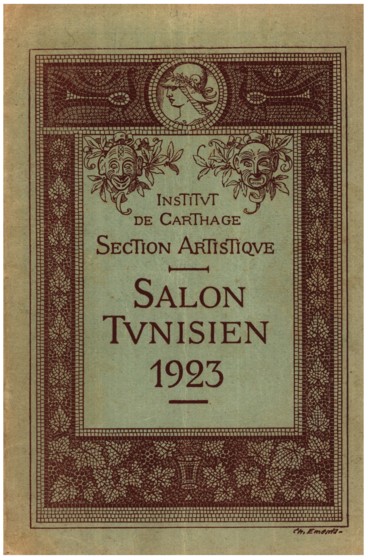 INSTITVT
DE CARTHAGE
SECTION ARTISTIQVE
SALON
TVNISIEN
1923